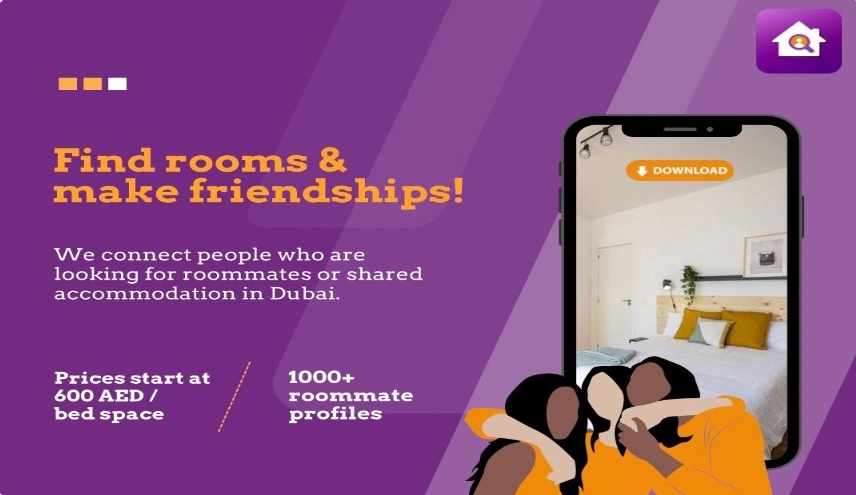 Find rooms &
make friendships!
We connect people who are
looking for roommates or shared
accommodation in Dubai.
Prices start at
600 AED /
bed space
1000+
roommate
profiles
DOWNLOAD